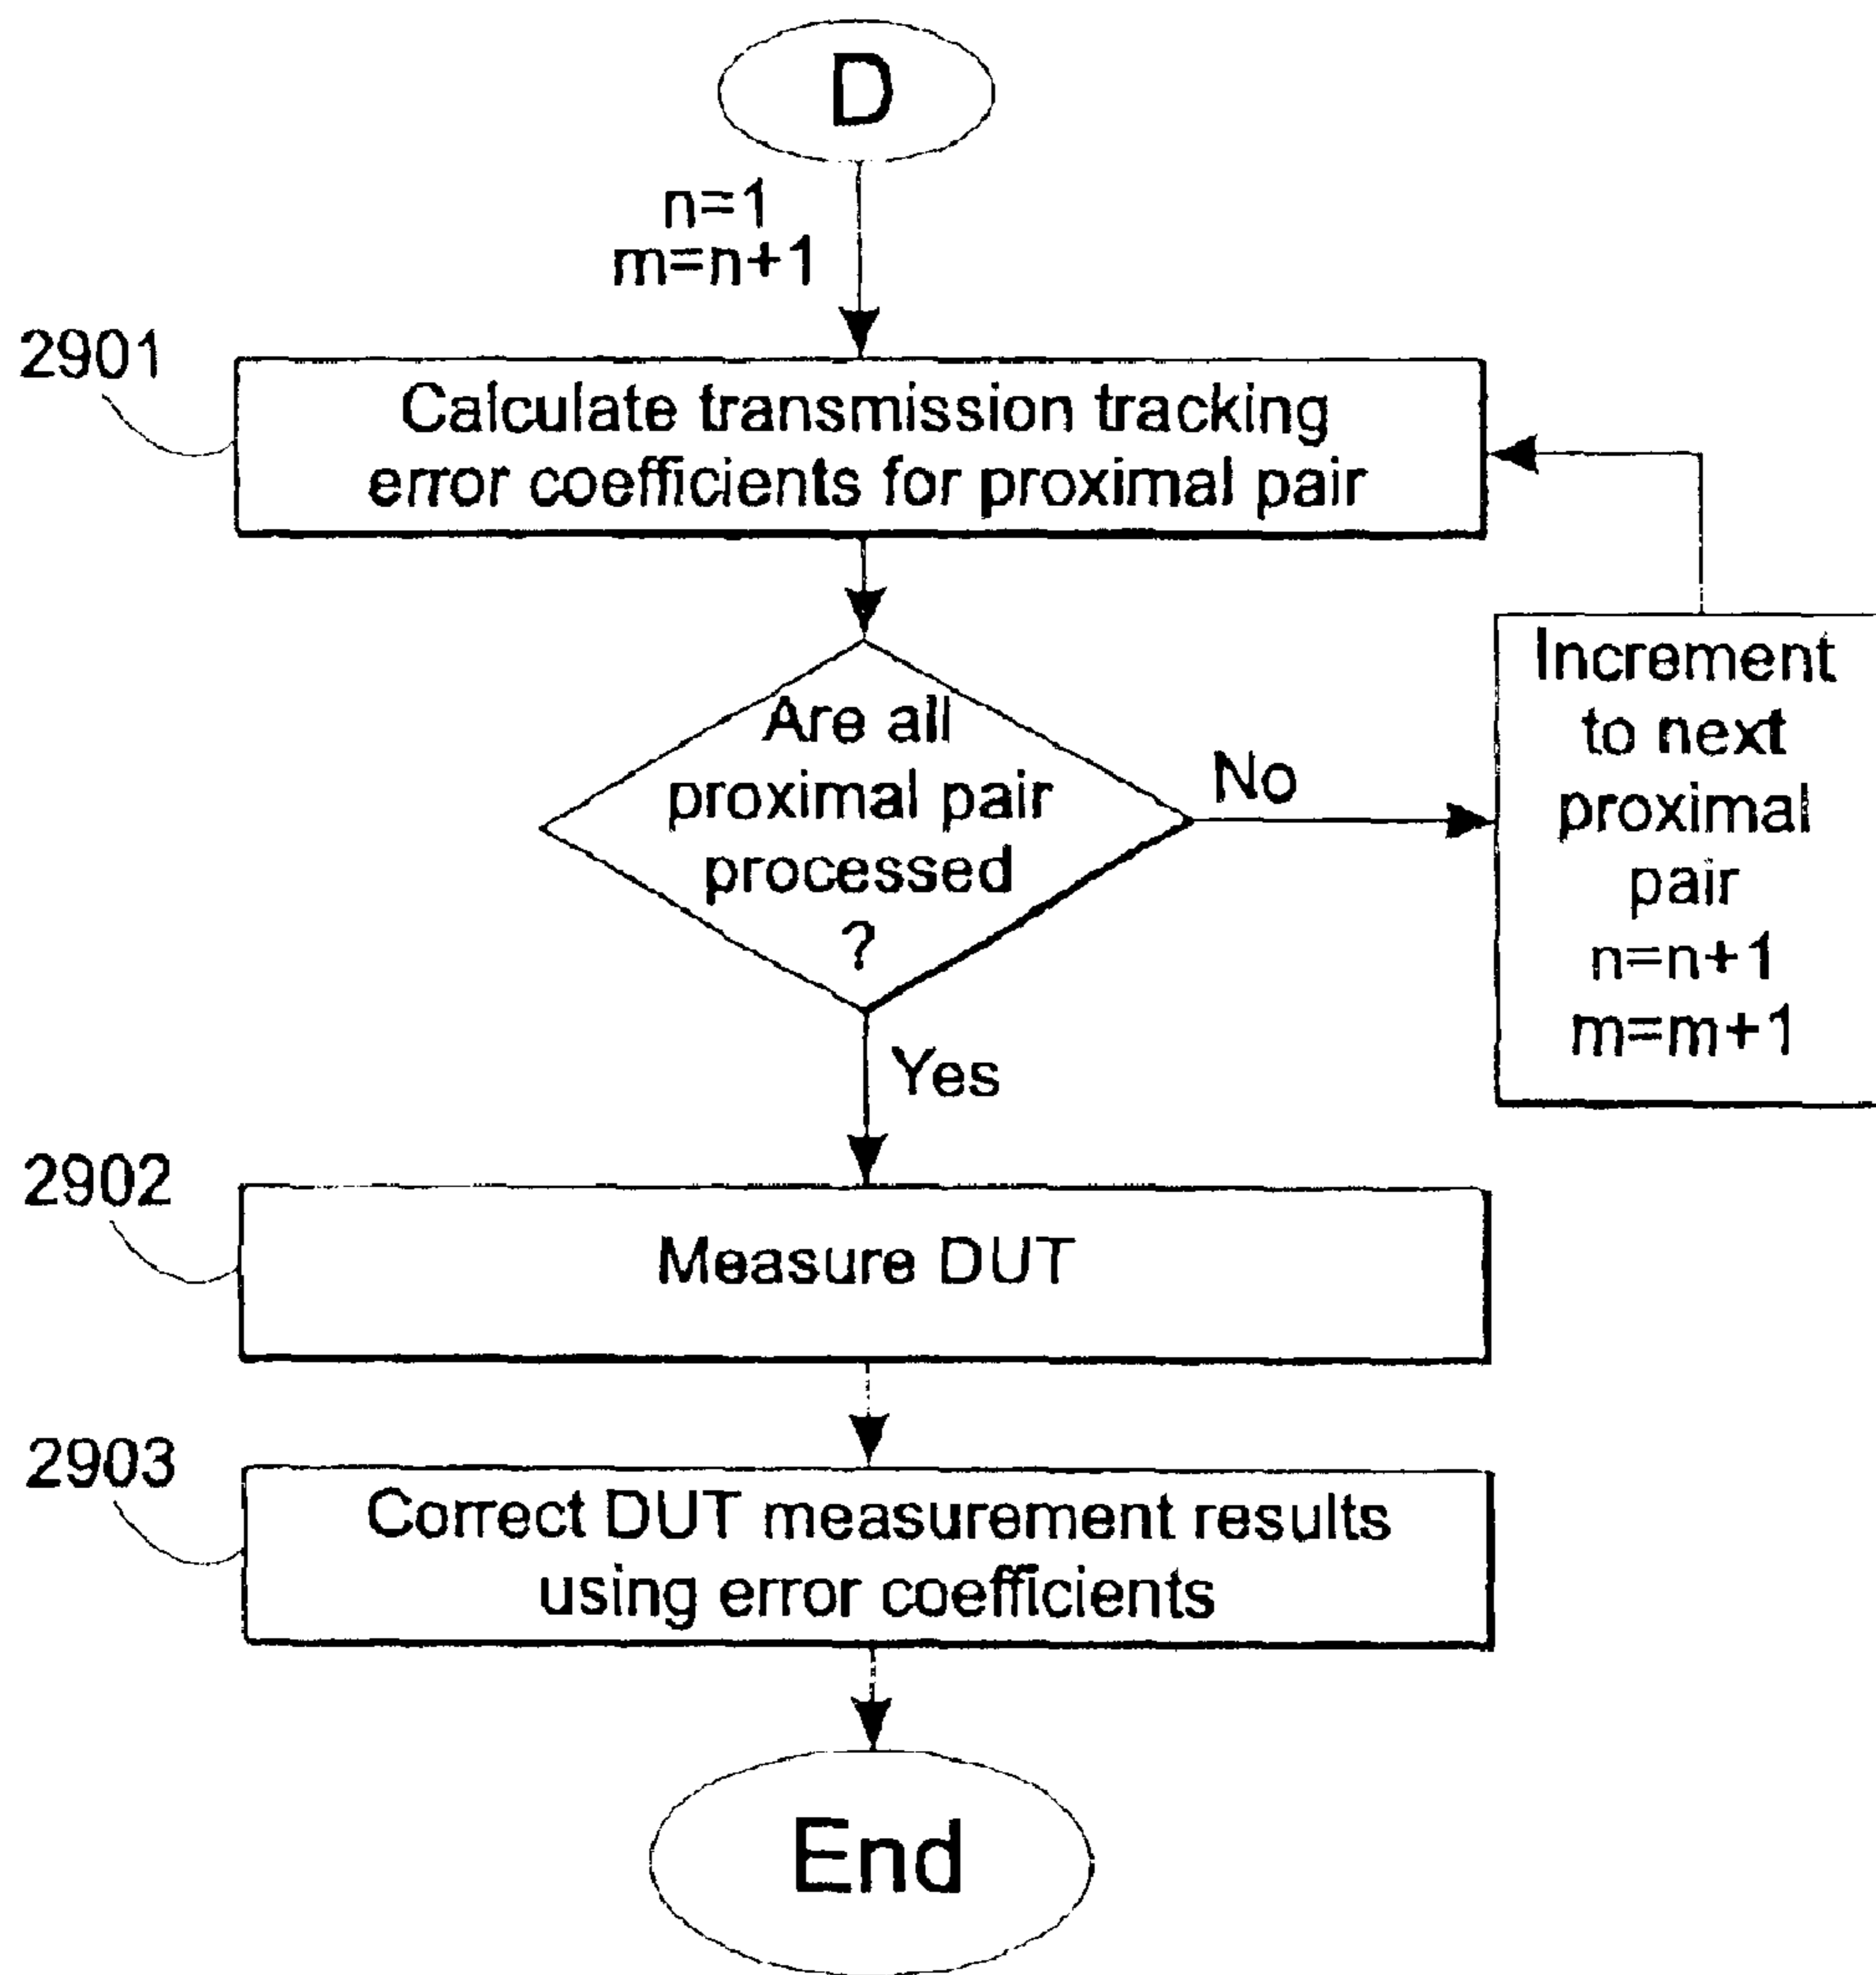 D
n=1
m=n+1
2901
Calculate transmission tracking
error coefficients for proximal pair
Are all
proximal pair
processed
?
No
Increment
to next
proximal
pair
n=n+1
m=m+1
Yes
2902
Measure DUT
2903
Correct DUT measurement results
using error coefficients
End